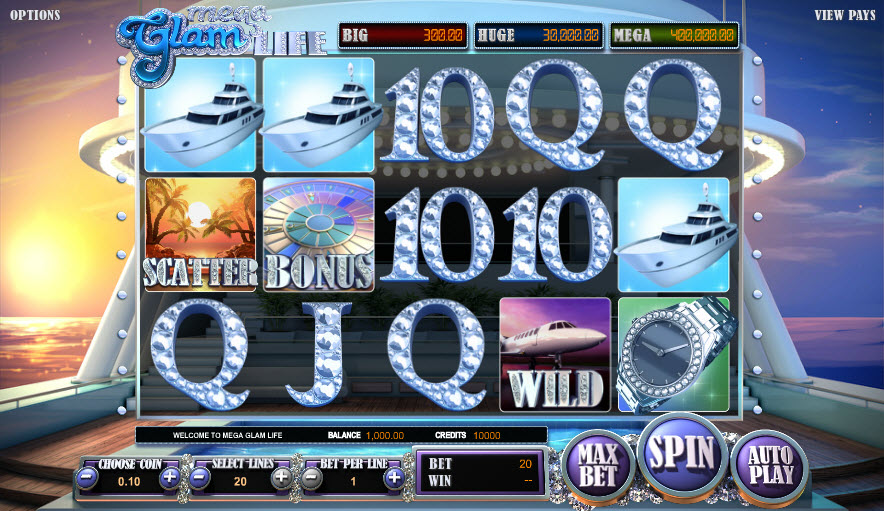 OPTIONS
mega
Glam LIFE
BIG 300.00
HUGE 30,000.00
MEGA 400,000.00
VIEW PAYS
10 Q Q
SCATTER BONUS 10 10
Q J Q WILD
WELCOME TO MEGA GLAM LIFE BALANCE 1,000.00 CREDITS 10000
CHOOSE COIN
- 0.10 +
SELECT LINES
- 20 +
BET-PER-LINE
- 1 +
BET 20
WIN --
MAX
BET
SPIN
AUTO
PLAY